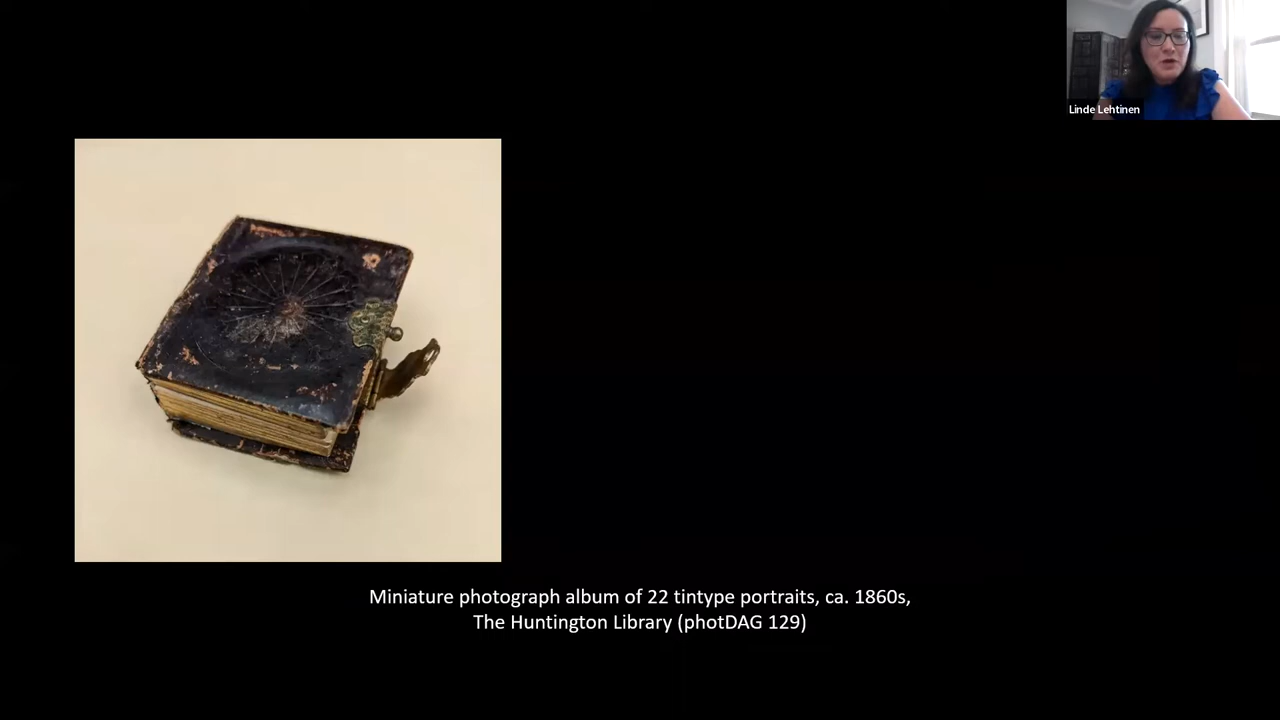 Linde Lehtinen
Miniature photograph album of 22 tintype portraits, ca. 1860s,
The Huntington Library (photDAG 129)